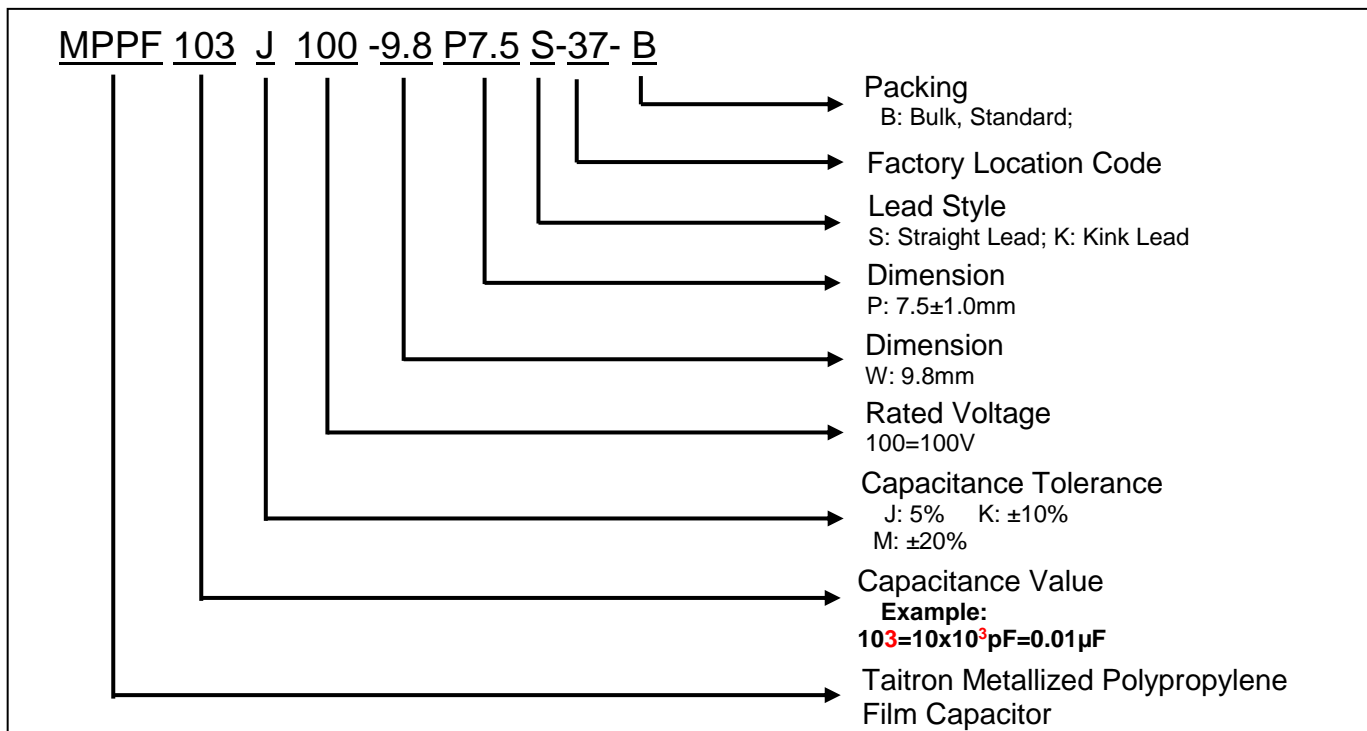 MPPF 103 J 100 -9.8 P7.5 S-37- B
Packing
B: Bulk, Standard;
Factory Location Code
Lead Style
S: Straight Lead; K: Kink Lead
Dimension
P: 7.5±1.0mm
Dimension
W: 9.8mm
Rated Voltage
100=100V
Capacitance Tolerance
J: 5% K: ±10%
M: ±20%
Capacitance Value
Example:
103=10x10³pF=0.01µF
Taitron Metallized Polypropylene
Film Capacitor